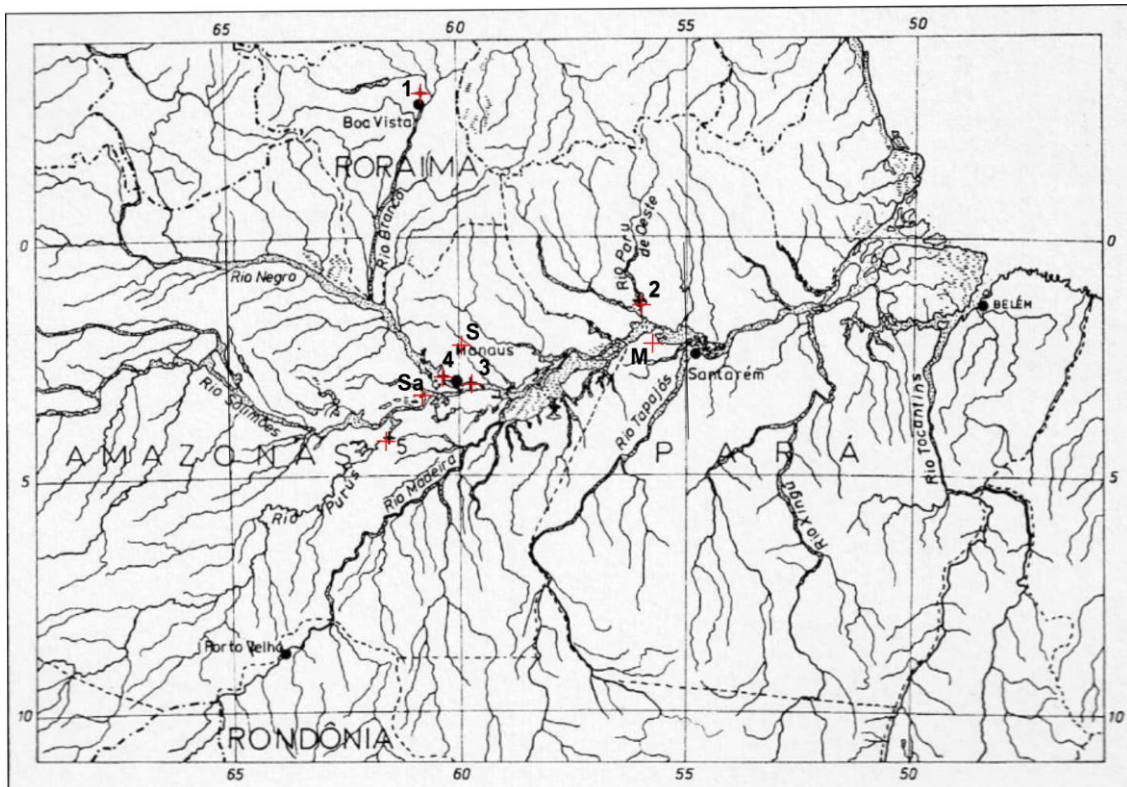 65 60 55 50
1
Boa Vista
RORAIMA
Rio Branco
Rio Paru
de Oeste
0 0
Rio Negro
2
BELÉM
S
Manaus
4 M
3
Sa
Santarém
Rio Solimões
Rio Tapajós
Rio Tocantins
AMAZONAS
5
PARÁ
Rio Purús
Rio Madeira
5 5
Rio Xingu
Porto Velho
10 10
RONDÔNIA
65 60 55 50